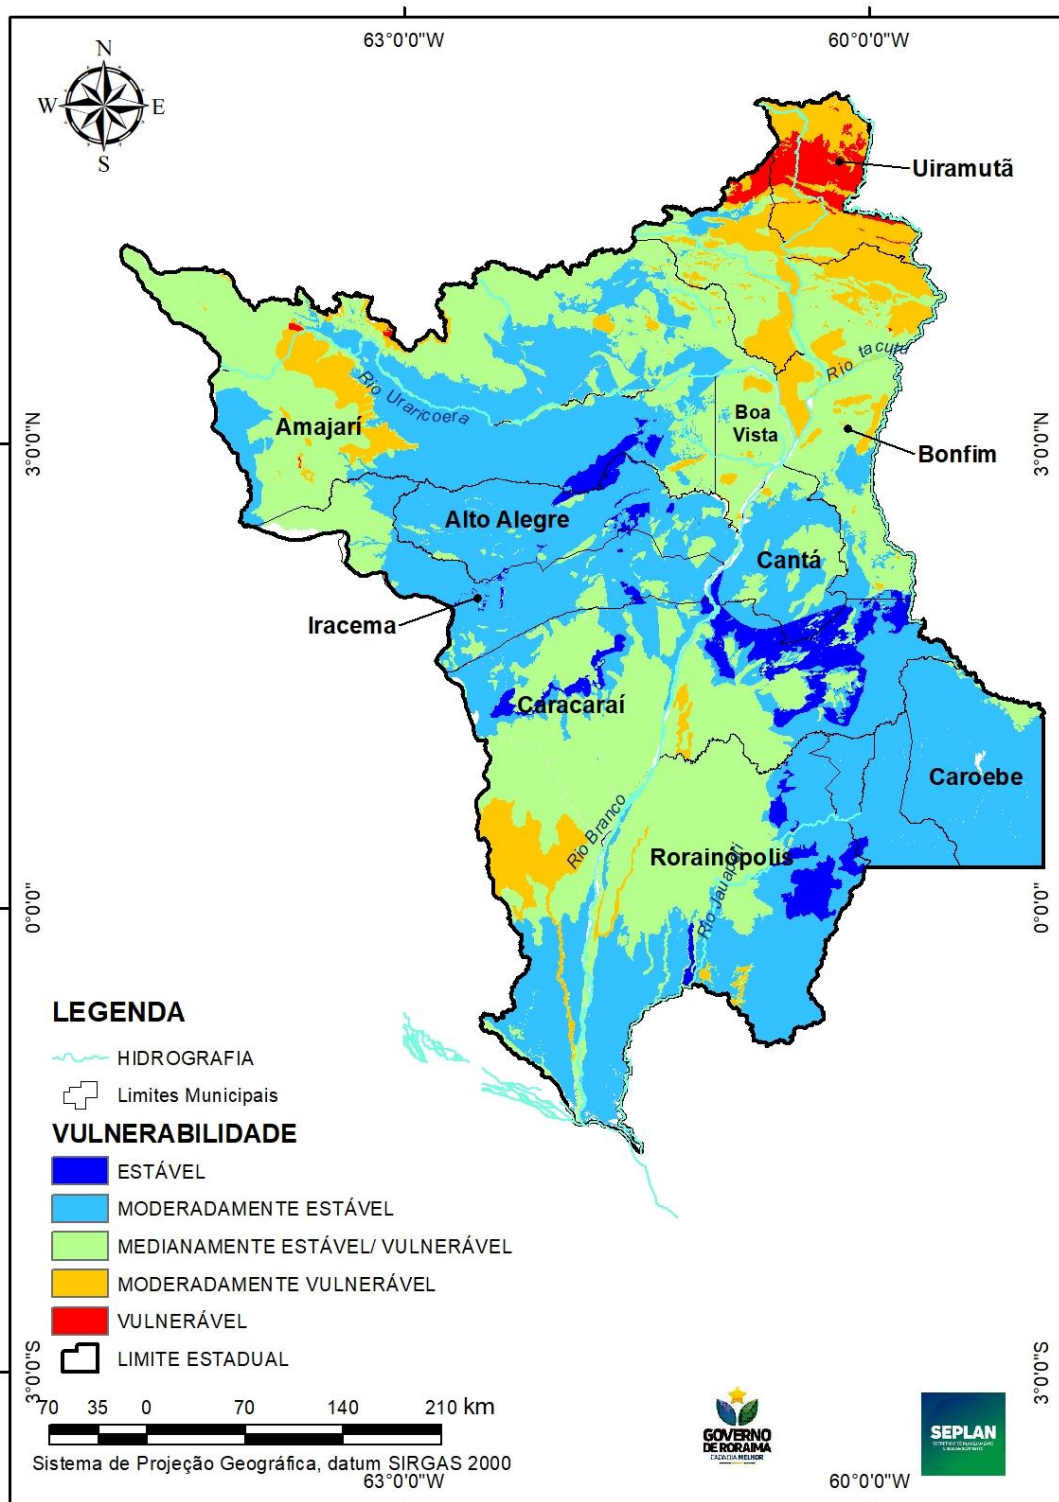 63°0'0"W
60°0'0"W
N
W
E
S
Uiramutã
Rio tacutu
Rio Uraricoera
Amajarí
Boa
Vista
3°0'0"N
3°0'0"N
Bonfim
Alto Alegre
Cantá
Iracema
Caracaraí
Caroebe
Rio Branco
Rorainópolis
Rio Jauaperi
0°0'0"
0°0'0"
LEGENDA
HIDROGRAFIA
Limites Municipais
VULNERABILIDADE
ESTÁVEL
MODERADAMENTE ESTÁVEL
MEDIANAMENTE ESTÁVEL/ VULNERÁVEL
MODERADAMENTE VULNERÁVEL
VULNERÁVEL
LIMITE ESTADUAL
3°0'0"S
3°0'0"S
70 35 0 70 140 210 km
Sistema de Projeção Geográfica, datum SIRGAS 2000
GOVERNO
DE RORAIMA
CADA DIA MELHOR
SEPLAN
63°0'0"W
60°0'0"W